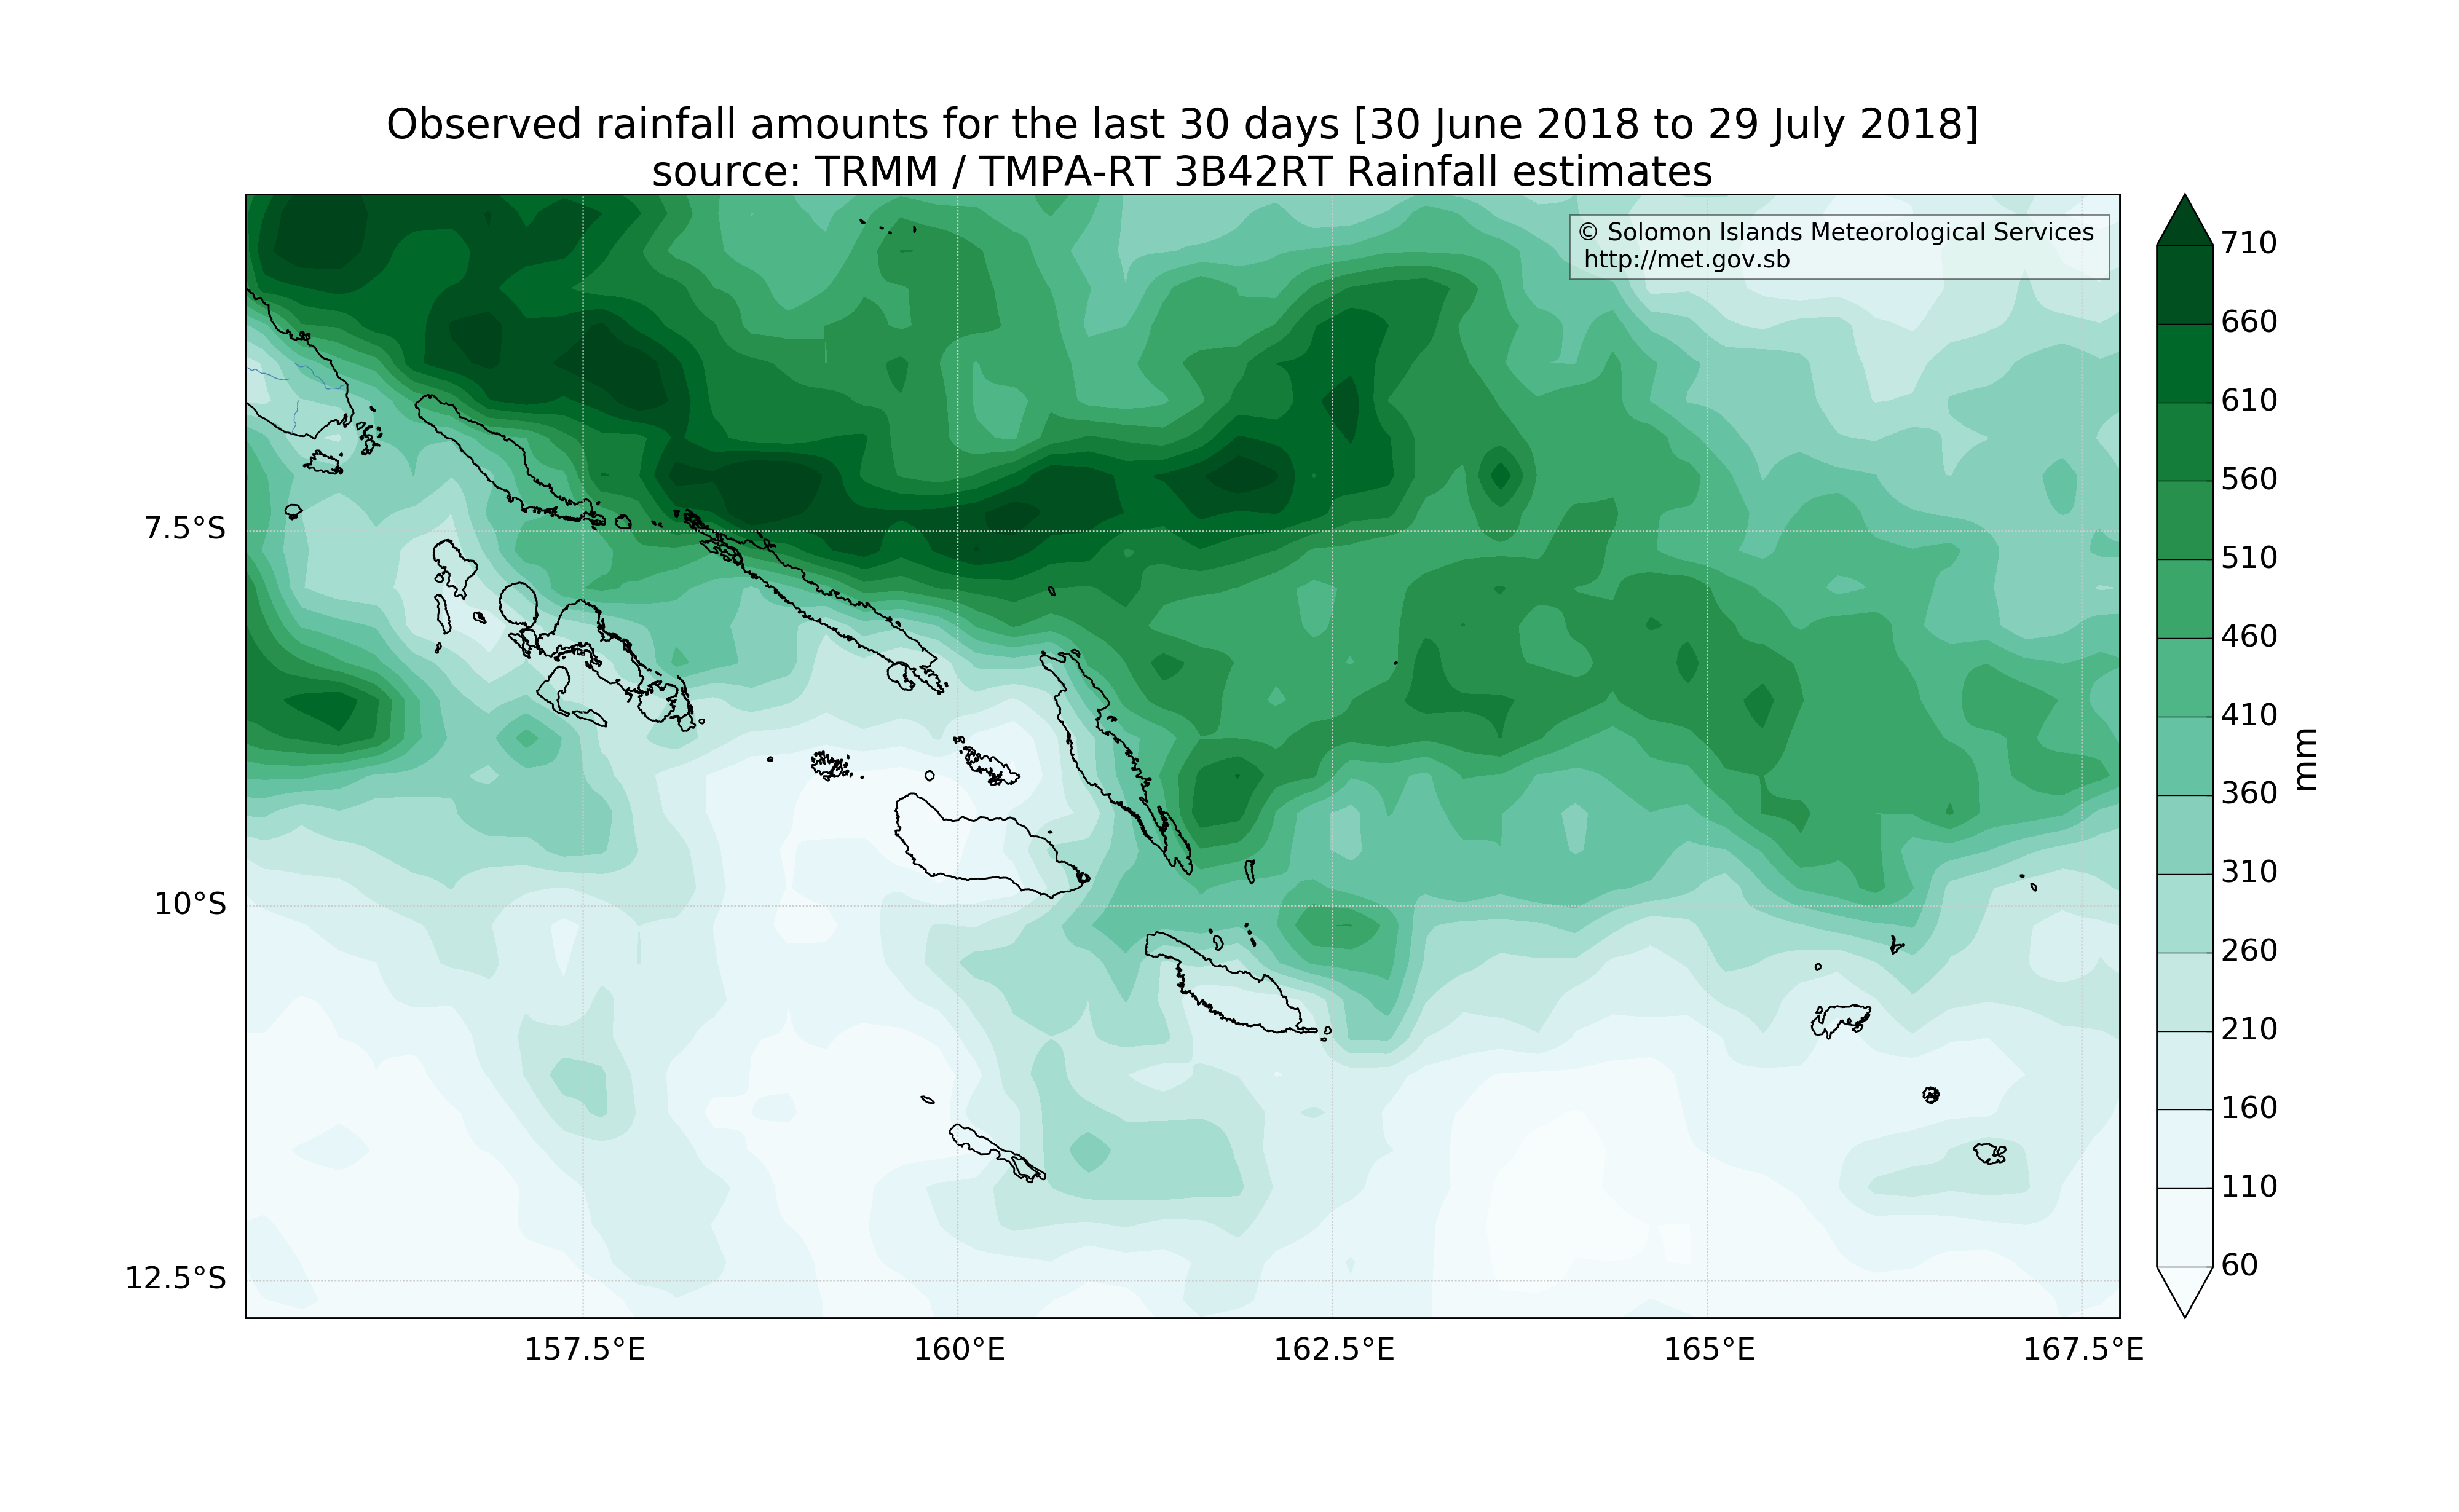 Observed rainfall amounts for the last 30 days [30 June 2018 to 29 July 2018]
source: TRMM / TMPA-RT 3B42RT Rainfall estimates
© Solomon Islands Meteorological Services
http://met.gov.sb
710
660
610
560
510
460
410
360
310
260
210
160
110
60
mm
7.5°S
10°S
12.5°S
157.5°E
160°E
162.5°E
165°E
167.5°E